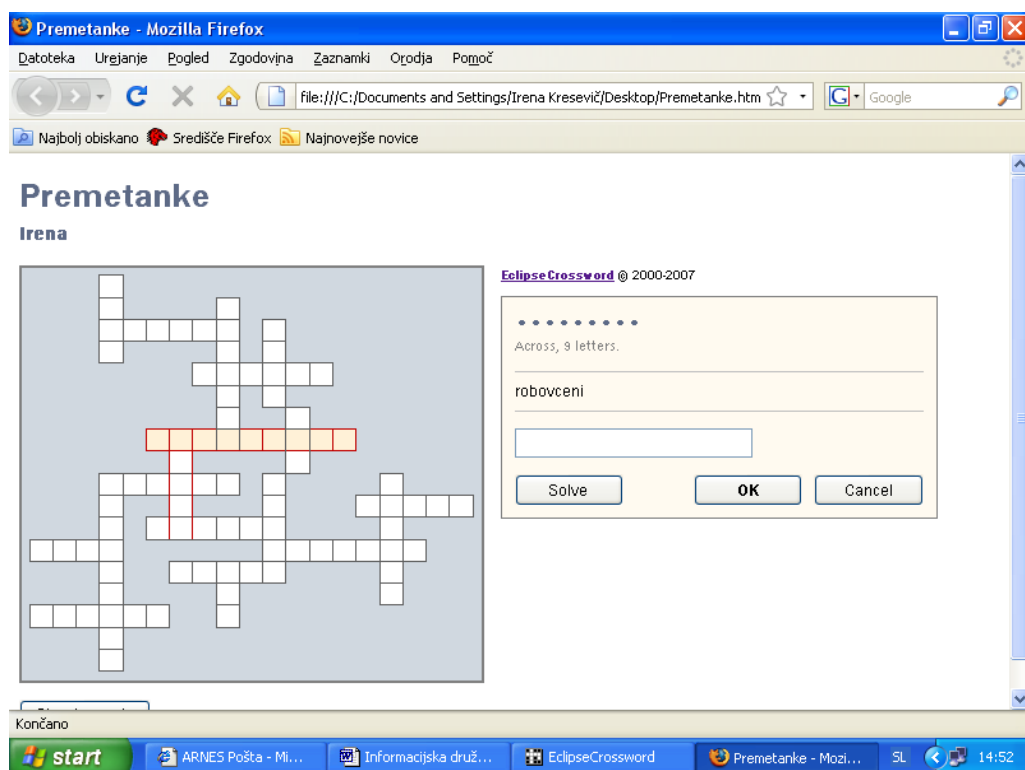 Premetanke - Mozilla Firefox
Datoteka Urejanje Pogled Zgodovina Zaznamki Orodja Pomoč
file:///C:/Documents and Settings/Irena Kresevič/Desktop/Premetanke.htm
G Google
Najbolj obiskano Središče Firefox Najnovejše novice
Premetanke
Irena
EclipseCrossword © 2000-2007
Across, 9 letters.
robovceni
Solve OK Cancel
Končano
start ARNES Pošta - Mi... Informacijska druž... EclipseCrossword Premetanke - Mozi... SL 14:52